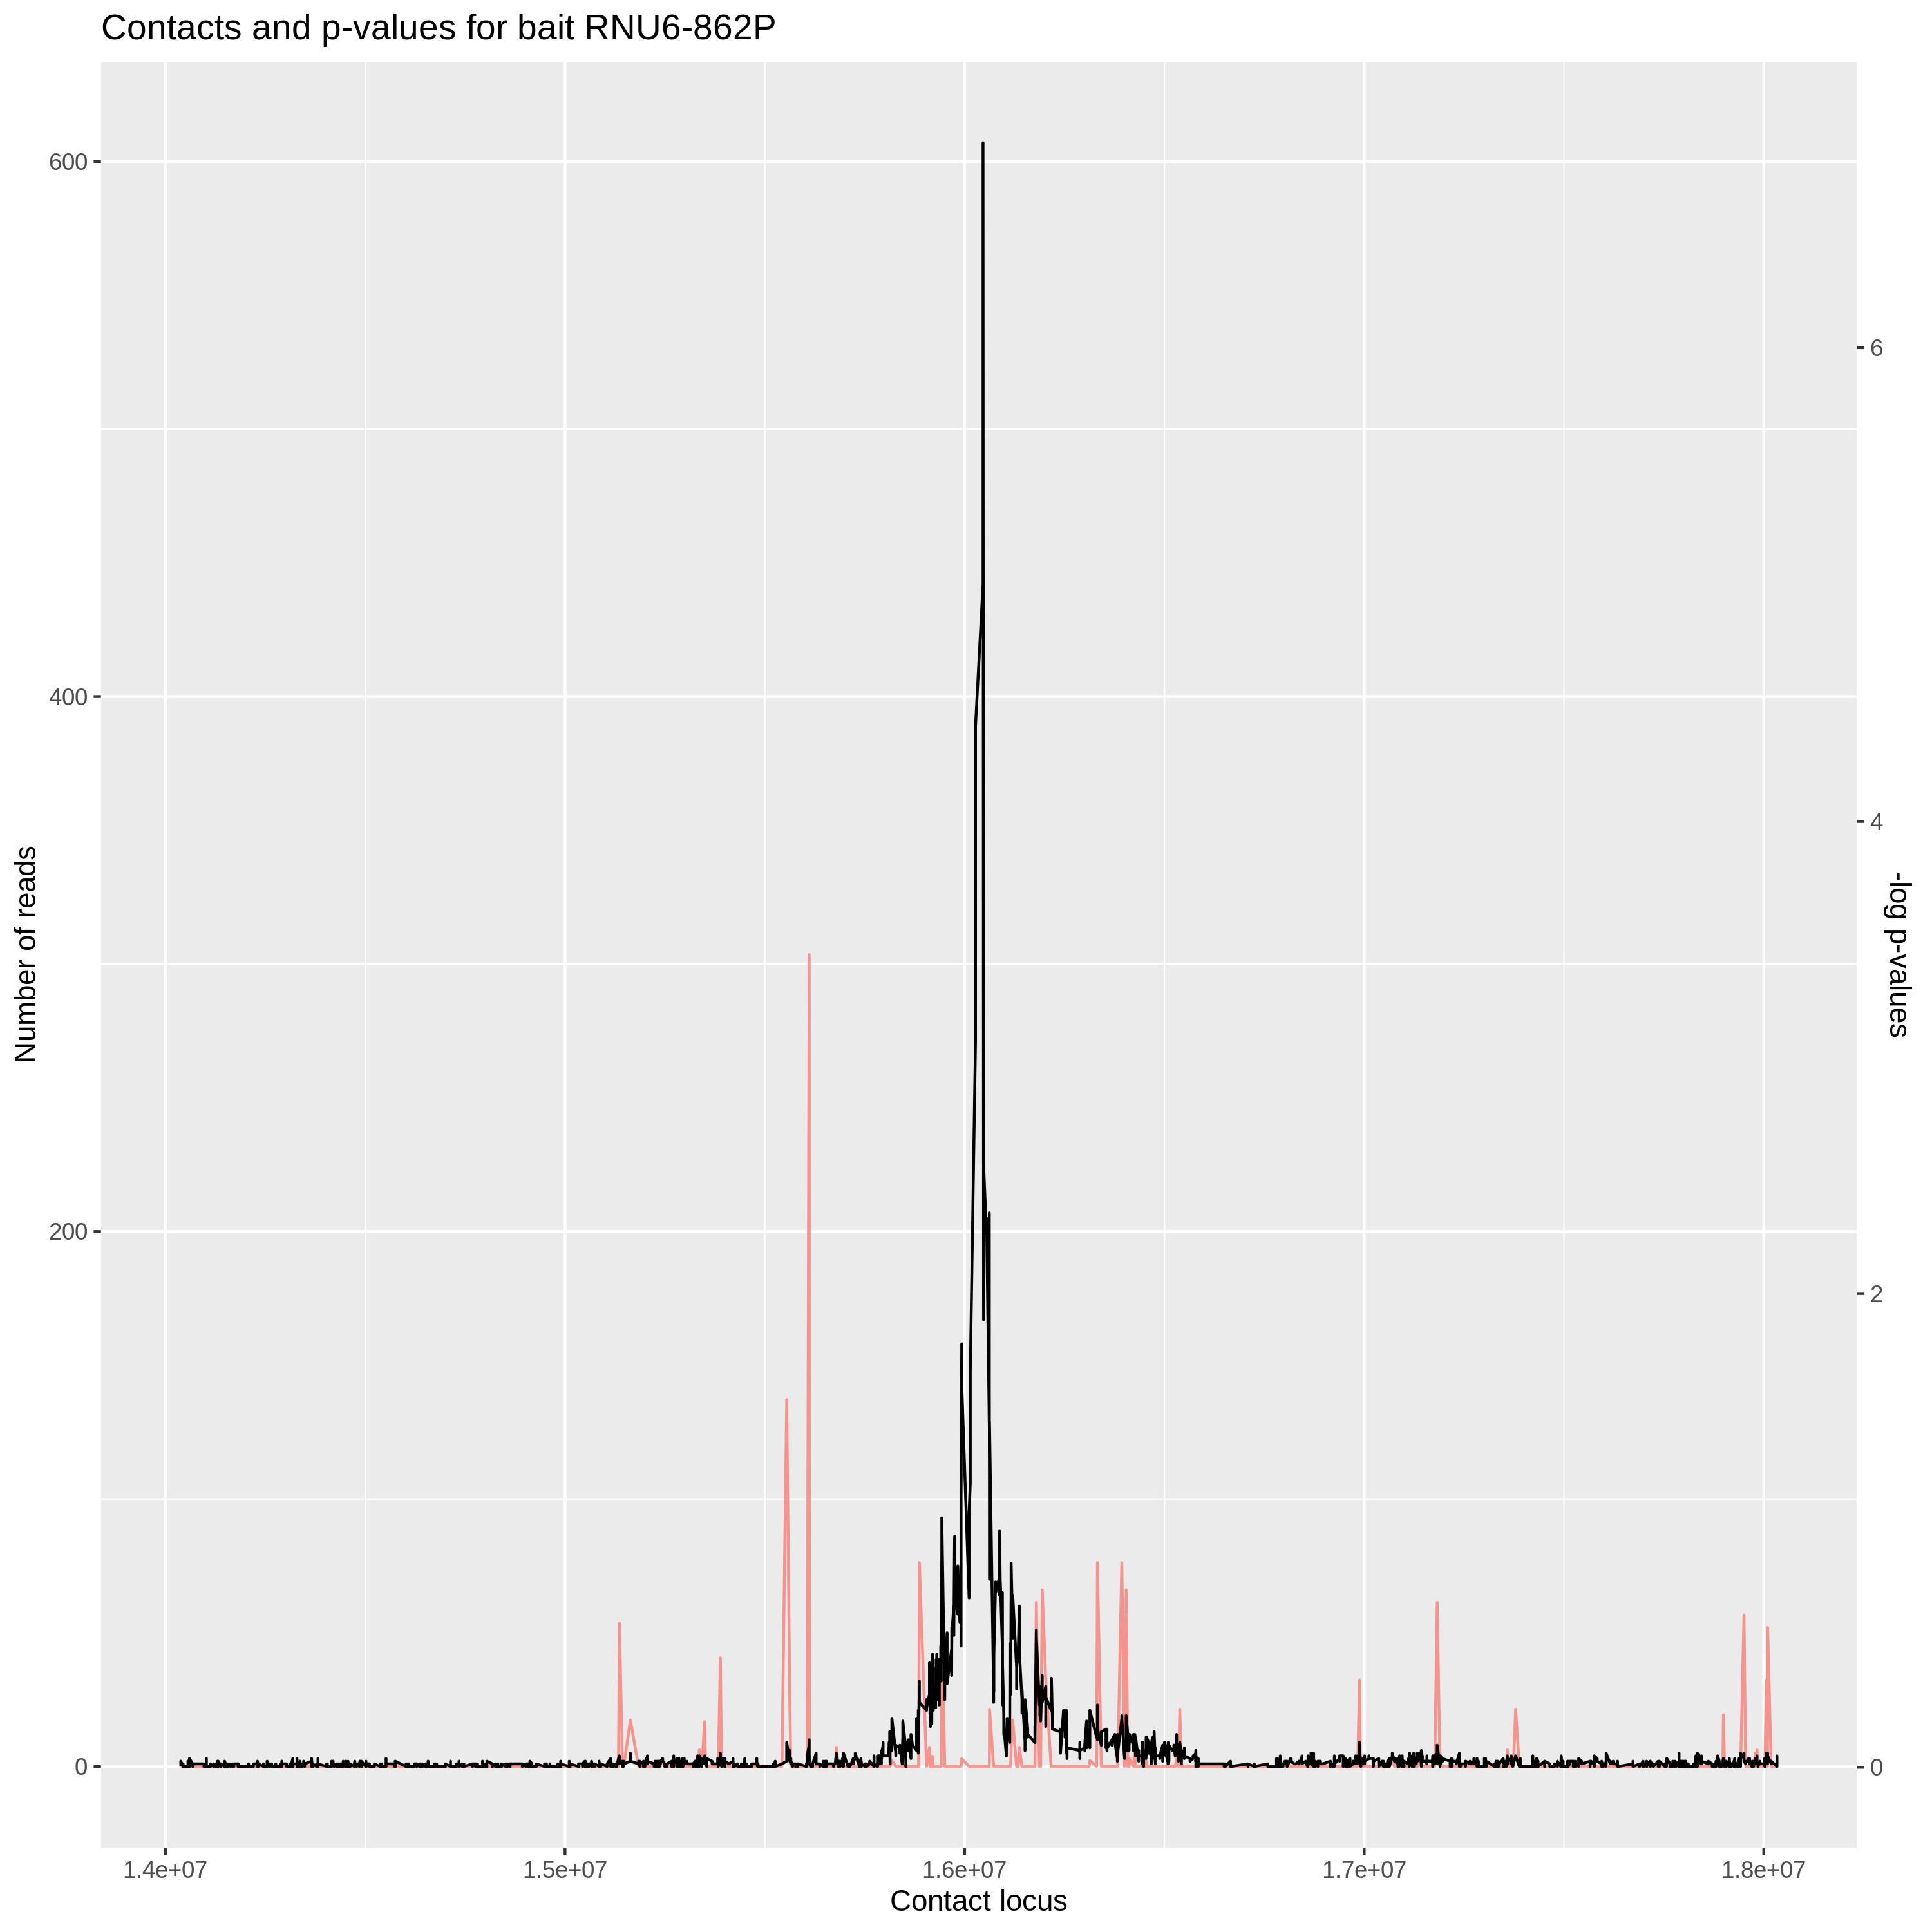 Contacts and p-values for bait RNU6-862P
600
400
200
0
Number of reads
6
4
2
0
-log p-values
1.4e+07
1.5e+07
1.6e+07
1.7e+07
1.8e+07
Contact locus